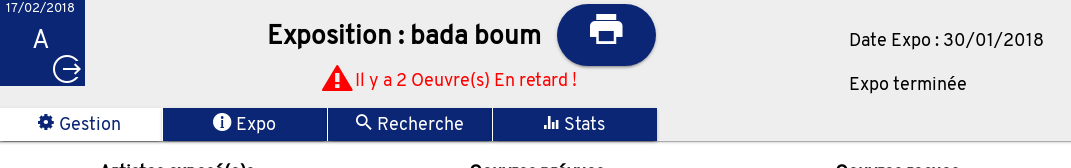 17/02/2018
A
Exposition : bada boum
Il y a 2 Oeuvre(s) En retard !
Date Expo : 30/01/2018
Expo terminée
Gestion
Expo
Recherche
Stats